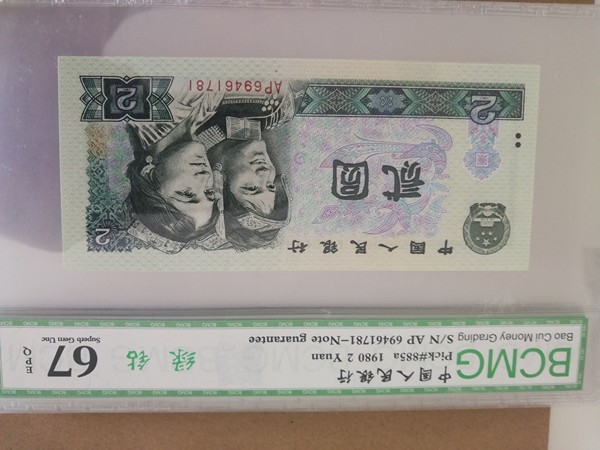 BCMG
Bao Cui Money Grading
中国人民银行
Pick#885a 1980 2 Yuan
S/N AP 69461781-Note guarantee
绿钻
67
EPQ
Superb Gem Unc
中国人民银行
贰圆
2
2
2
AP69461781